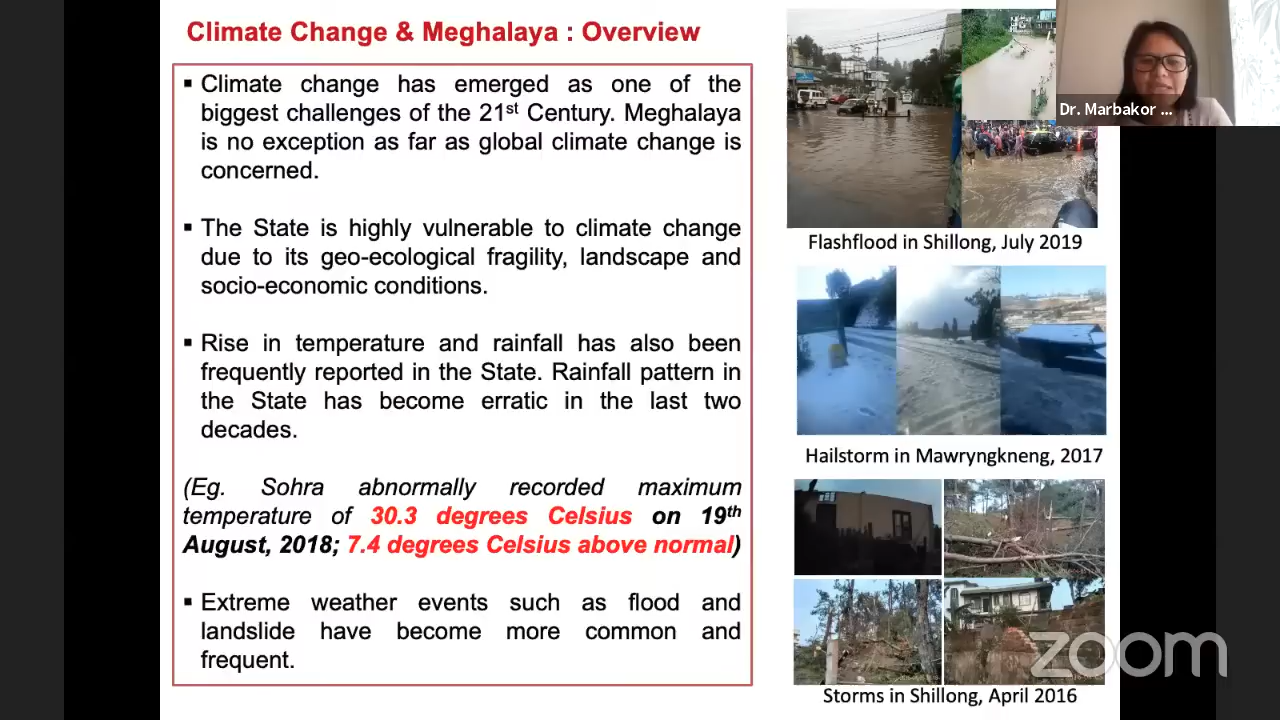 Climate Change & Meghalaya : Overview
▪ Climate change has emerged as one of the
biggest challenges of the 21st Century. Meghalaya
is no exception as far as global climate change is
concerned.
▪ The State is highly vulnerable to climate change
due to its geo-ecological fragility, landscape and
socio-economic conditions.
▪ Rise in temperature and rainfall has also been
frequently reported in the State. Rainfall pattern in
the State has become erratic in the last two
decades.
(Eg. Sohra abnormally recorded maximum
temperature of 30.3 degrees Celsius on 19th
August, 2018; 7.4 degrees Celsius above normal)
▪ Extreme weather events such as flood and
landslide have become more common and
frequent.
Dr. Marbakor ...
Flashflood in Shillong, July 2019
Hailstorm in Mawryngkneng, 2017
zoom
Storms in Shillong, April 2016